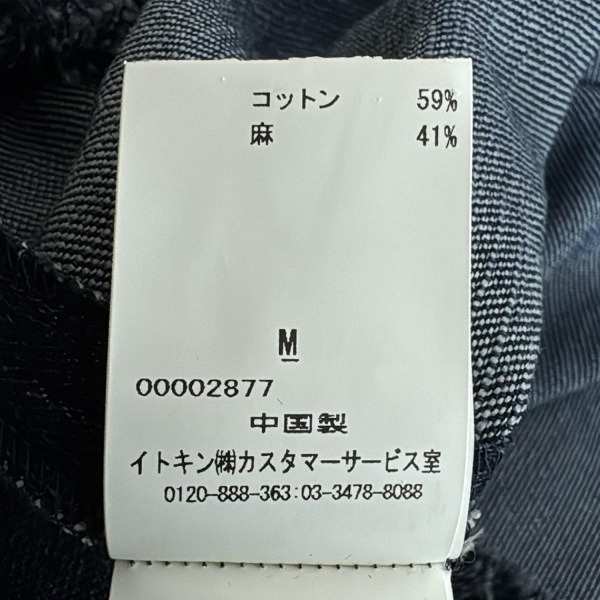 コットン 59%
麻 41%
M
00002877
中国製
イトキン㈱カスタマーサービス室
0120-888-363:03-3478-8088